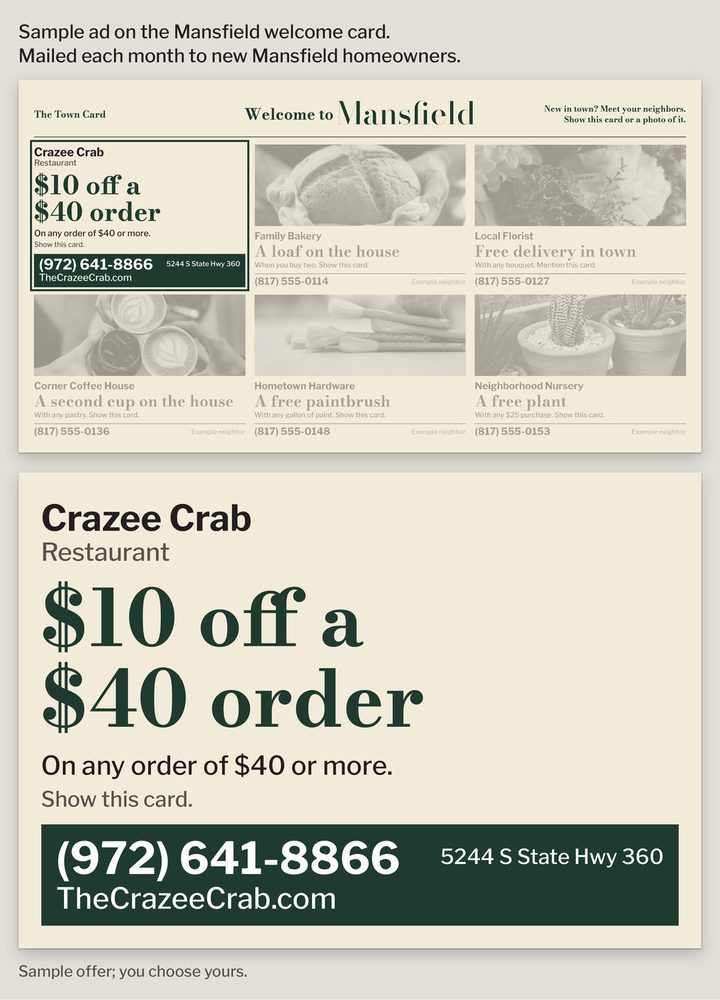 Sample ad on the Mansfield welcome card.
Mailed each month to new Mansfield homeowners.
The Town Card
Welcome to Mansfield
New in town? Meet your neighbors.
Show this card or a photo of it.
Crazee Crab
Restaurant
$10 off a
$40 order
On any order of $40 or more.
Show this card.
(972) 641-8866
5244 S State Hwy 360
TheCrazeeCrab.com
Family Bakery
A loaf on the house
When you buy two. Show this card.
(817) 555-0114
Example neighbor
Local Florist
Free delivery in town
With any bouquet. Mention this card.
(817) 555-0127
Example neighbor
Corner Coffee House
A second cup on the house
With any pastry. Show this card.
(817) 555-0136
Example neighbor
Hometown Hardware
A free paintbrush
With any gallon of paint. Show this card.
(817) 555-0148
Example neighbor
Neighborhood Nursery
A free plant
With any $25 purchase. Show this card.
(817) 555-0153
Example neighbor
Crazee Crab
Restaurant
$10 off a
$40 order
On any order of $40 or more.
Show this card.
(972) 641-8866
5244 S State Hwy 360
TheCrazeeCrab.com
Sample offer; you choose yours.